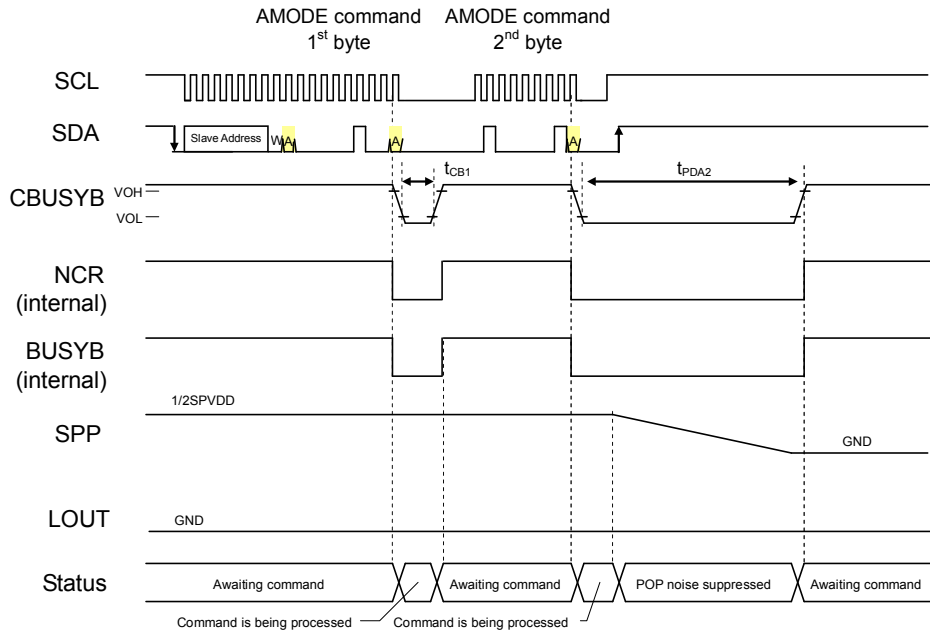 AMODE command
1st byte
AMODE command
2nd byte
SCL
SDA
Slave Address
W
A
A
A
tCB1
tPDA2
CBUSYB
VOH
VOL
NCR
(internal)
BUSYB
(internal)
1/2SPVDD
SPP
GND
LOUT
GND
Status
Awaiting command
Awaiting command
POP noise suppressed
Awaiting command
Command is being processed
Command is being processed